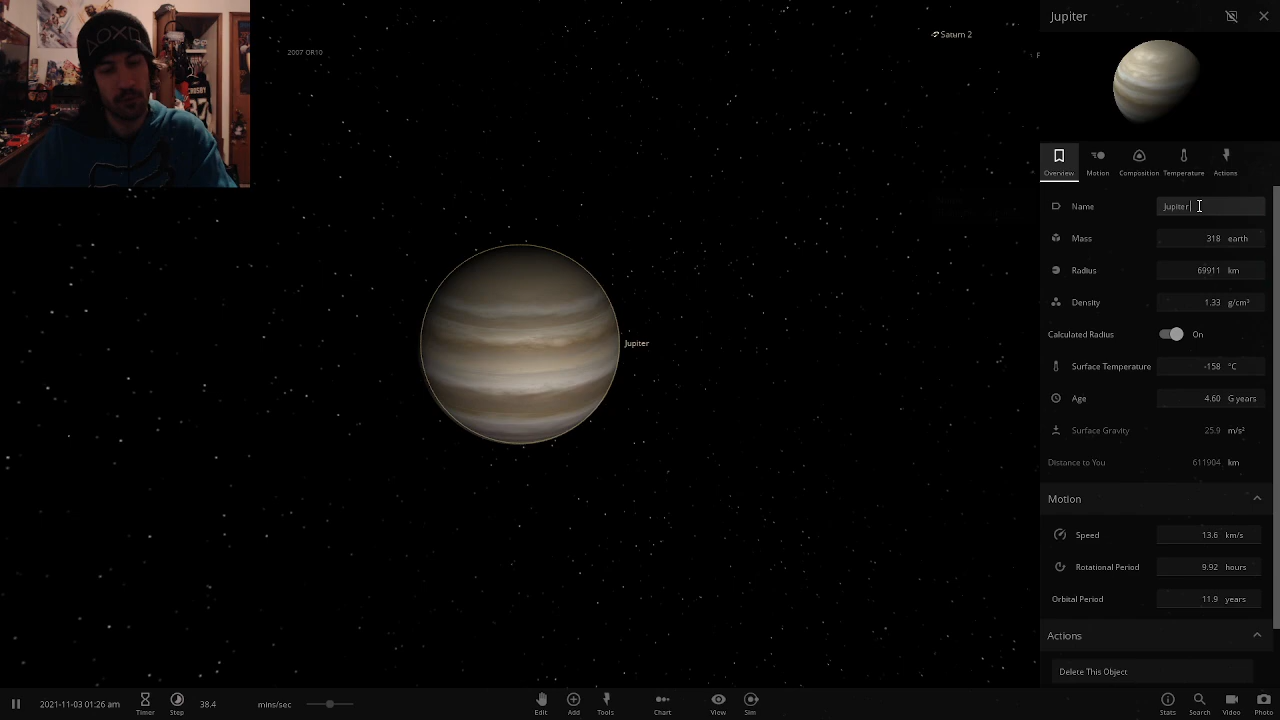 CROSBY
2007 OR10
Saturn 2
Jupiter
Jupiter
Overview
Motion
Composition
Temperature
Actions
Name
Jupiter
Mass
318 earth
Radius
69911 km
Density
1.33 g/cm³
Calculated Radius
On
Surface Temperature
-158 °C
Age
4.60 G years
Surface Gravity
25.9 m/s²
Distance to You
611904 km
Motion
Speed
13.6 km/s
Rotational Period
9.92 hours
Orbital Period
11.9 years
Actions
Delete This Object
2021-11-03 01:26 am
Timer
Step
38.4 mins/sec
Edit
Add
Tools
Chart
View
Sim
Stats
Search
Video
Photo